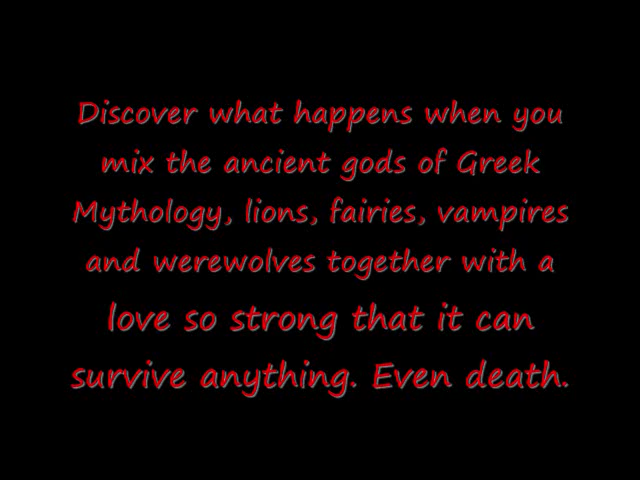 Discover what happens when you
mix the ancient gods of Greek
Mythology, lions, fairies, vampires
and werewolves together with a
love so strong that it can
survive anything. Even death.